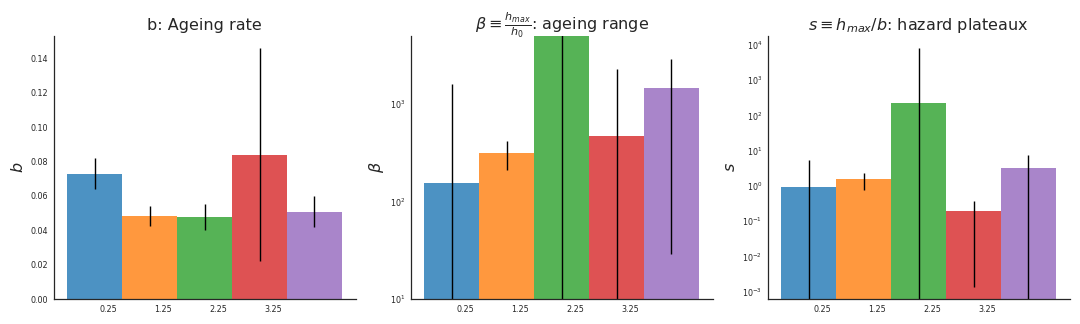 b: Ageing rate
b
0.14
0.12
0.10
0.08
0.06
0.04
0.02
0.00
0.25 1.25 2.25 3.25
β ≡ h_max/h_0: ageing range
β
10³
10²
10¹
0.25 1.25 2.25 3.25
s ≡ h_max/b: hazard plateaux
s
10⁴
10³
10²
10¹
10⁰
10⁻¹
10⁻²
10⁻³
0.25 1.25 2.25 3.25